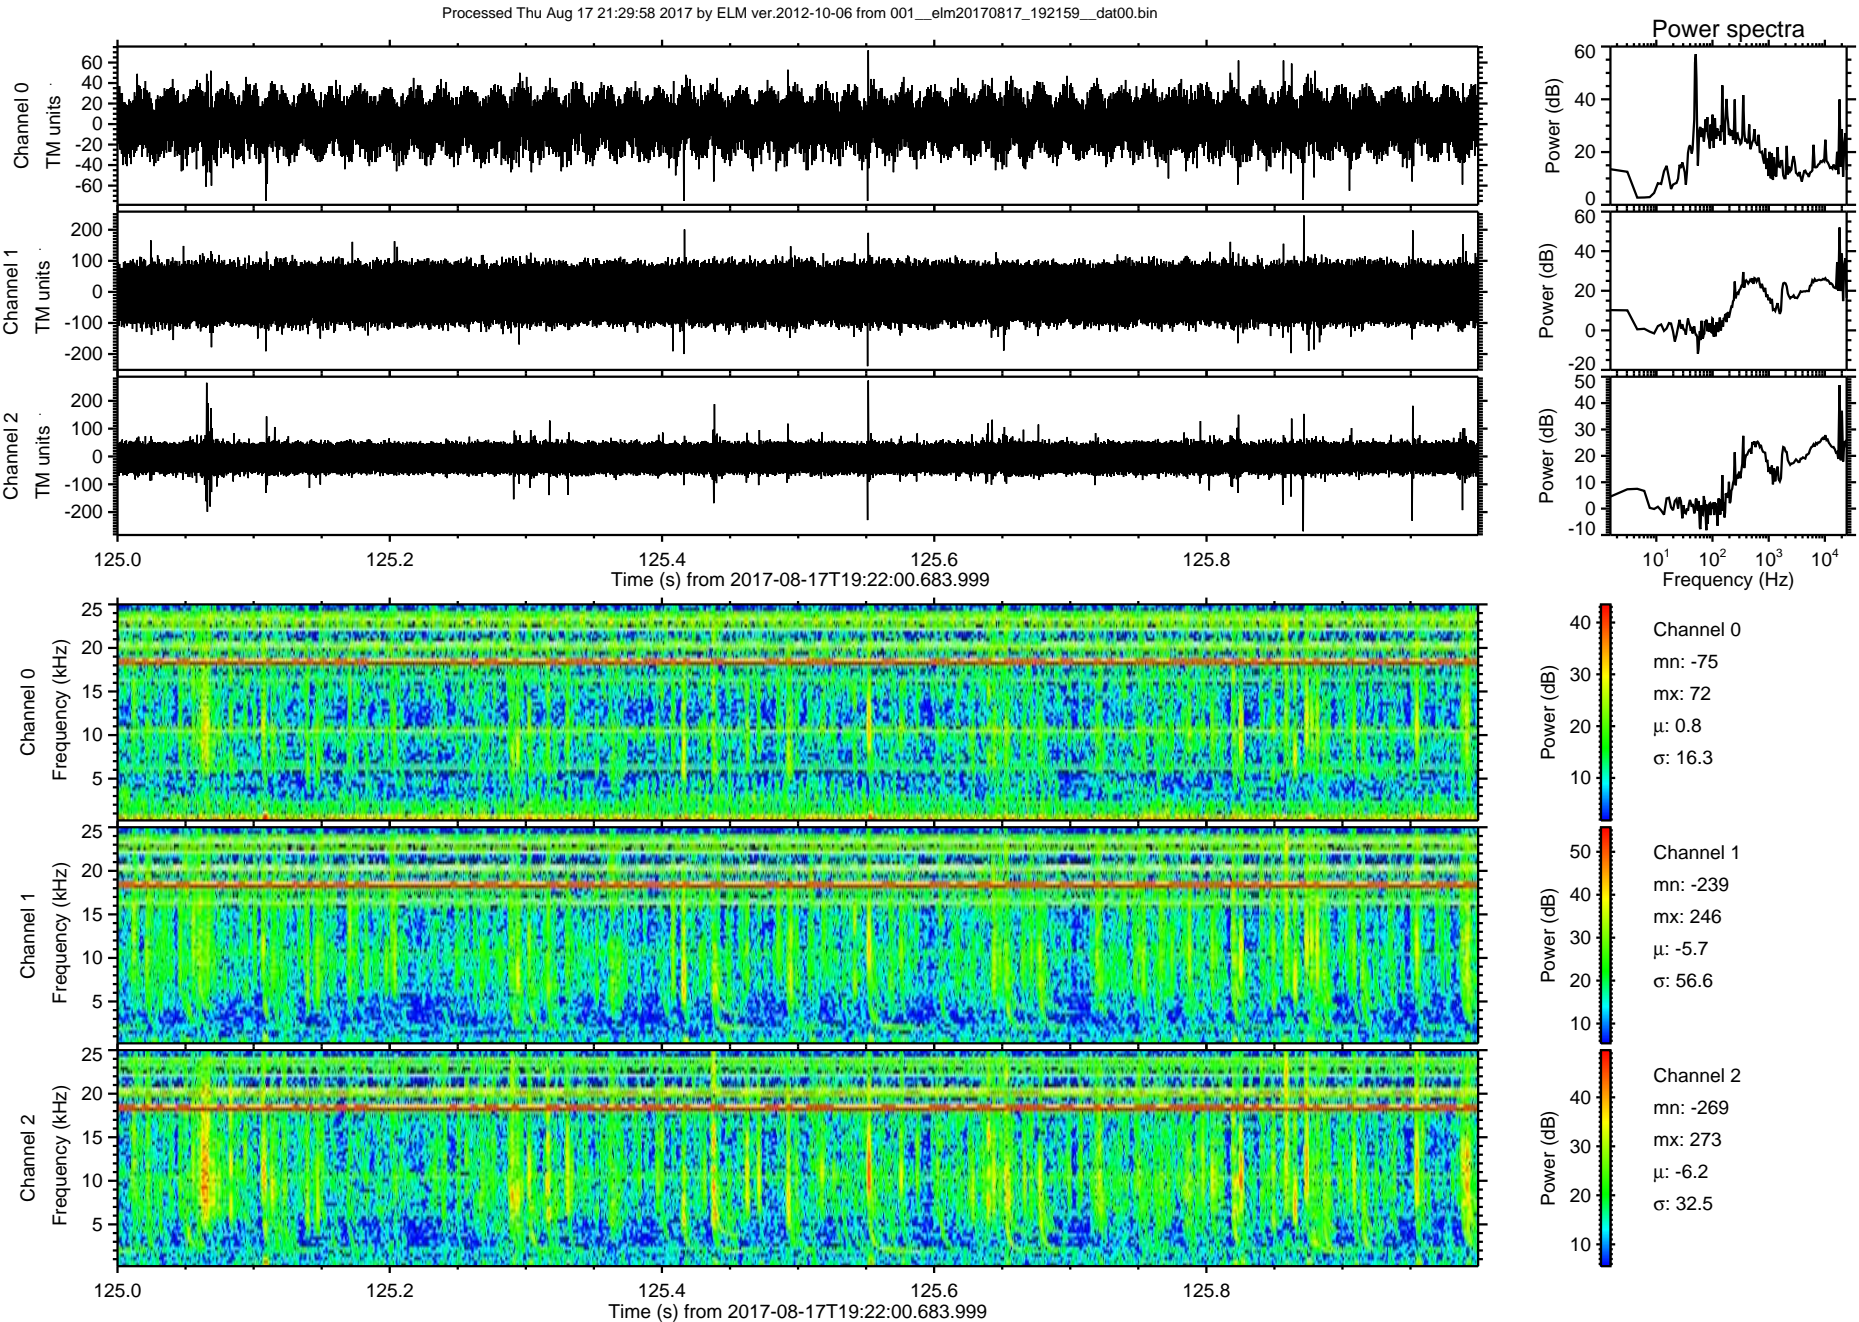 Processed Thu Aug 17 21:29:58 2017 by ELM ver.2012-10-06 from 001__elm20170817_192159__dat00.bin
Power spectra
Channel 0
TM units
60
40
20
0
-20
-40
-60
Power (dB)
60
40
20
0
Channel 1
TM units
200
100
0
-100
-200
Power (dB)
60
40
20
0
-20
Channel 2
TM units
200
100
0
-100
-200
Power (dB)
50
40
30
20
10
0
-10
125.0 125.2 125.4 125.6 125.8
Time (s) from 2017-08-17T19:22:00.683.999
10^1 10^2 10^3 10^4
Frequency (Hz)
Channel 0
Frequency (kHz)
25
20
15
10
5
Power (dB)
40
30
20
10
Channel 0
mn: -75
mx: 72
μ: 0.8
σ: 16.3
Channel 1
Frequency (kHz)
25
20
15
10
5
Power (dB)
50
40
30
20
10
Channel 1
mn: -239
mx: 246
μ: -5.7
σ: 56.6
Channel 2
Frequency (kHz)
25
20
15
10
5
Power (dB)
40
30
20
10
Channel 2
mn: -269
mx: 273
μ: -6.2
σ: 32.5
125.0 125.2 125.4 125.6 125.8
Time (s) from 2017-08-17T19:22:00.683.999